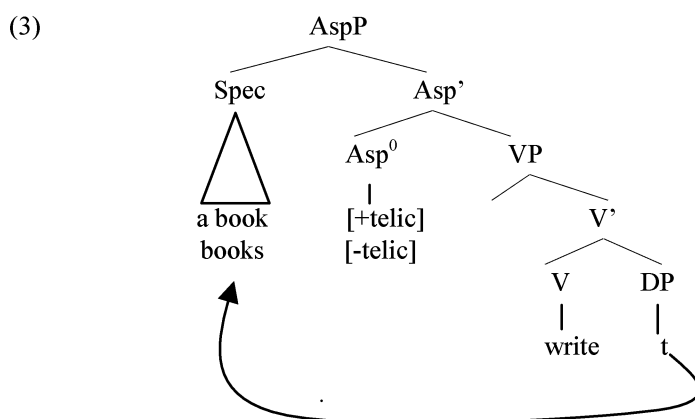 (3) AspP
Spec Asp’
Asp⁰ VP
a book [+telic] V’
books [-telic]
V DP
write t